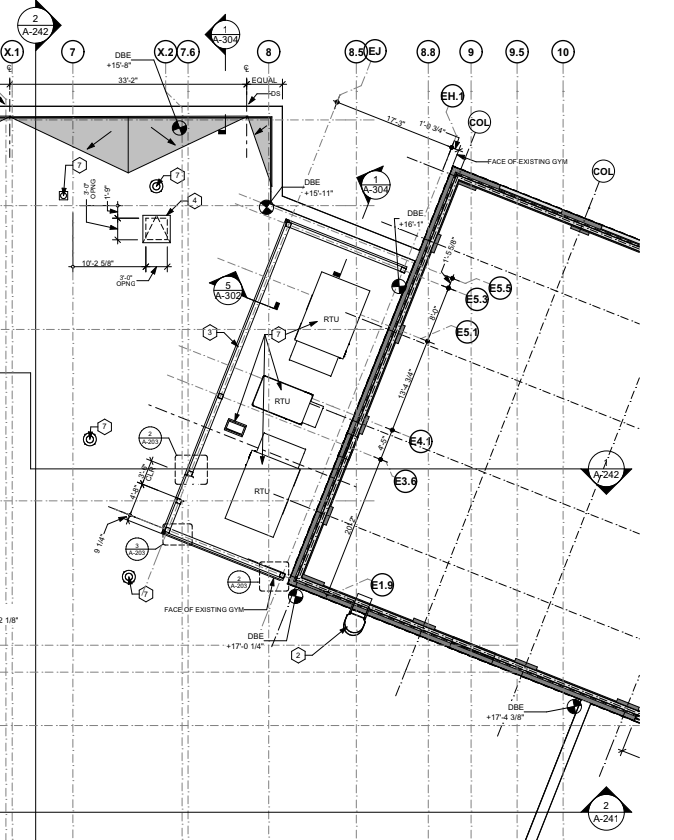 2
A-242
1
A-304
X.1
7
X.2
7.6
8
8.5
EJ
8.8
9
9.5
10
DBE
+15'-8"
33'-2"
EQUAL
DS
EH.1
COL
17'-3"
1'-9 3/4"
FACE OF EXISTING GYM
COL
7
7
4
3'-0"
OPNG
1'-9"
DBE
+15'-11"
1
A-304
DBE
+16'-1"
1'-5 5/8"
10'-2 5/8"
3'-0"
OPNG
5
A-302
E5.5
E5.3
8'-0"
3
7
RTU
E5.1
13'-4 3/4"
RTU
7
2
A-203
4'-5"
E4.1
1
A-242
4'-8"
RTU
E3.6
9 1/4"
3
A-203
7
2
A-203
E1.9
FACE OF EXISTING GYM
2 1/8"
DBE
+17'-0 1/4"
2
DBE
+17'-4 3/8"
2
A-241